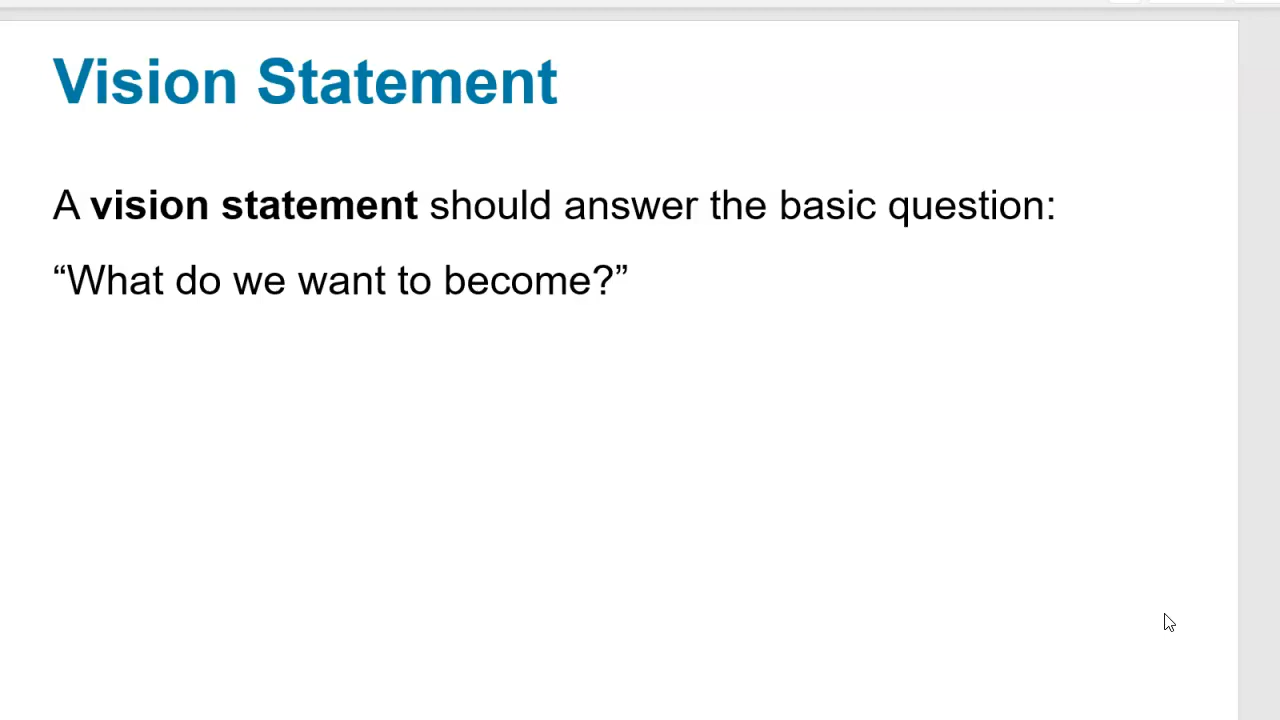 Vision Statement
A vision statement should answer the basic question:
“What do we want to become?”